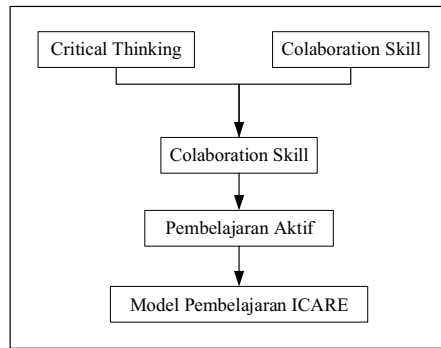 Critical Thinking
Colaboration Skill
Colaboration Skill
Pembelajaran Aktif
Model Pembelajaran ICARE